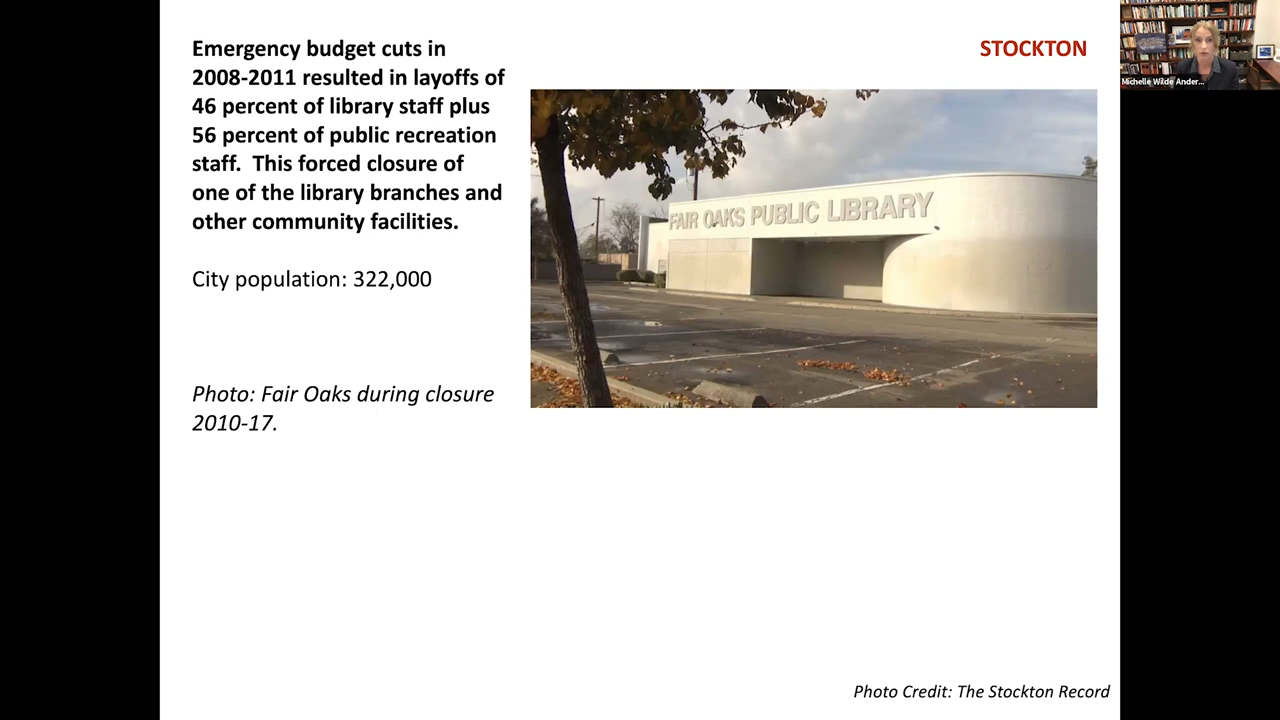 Emergency budget cuts in
2008-2011 resulted in layoffs of
46 percent of library staff plus
56 percent of public recreation
staff.  This forced closure of
one of the library branches and
other community facilities.
City population: 322,000
Photo: Fair Oaks during closure
2010-17.
STOCKTON
FAIR OAKS PUBLIC LIBRARY
Photo Credit: The Stockton Record
Michelle Wilde Ander...